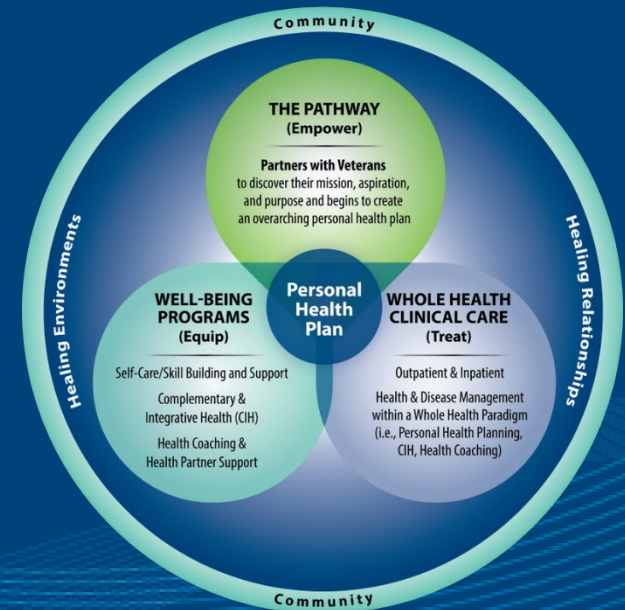 Community
THE PATHWAY
(Empower)
Partners with Veterans
to discover their mission, aspiration,
and purpose and begins to create
an overarching personal health plan
Healing Environments
Healing Relationships
Personal
Health
Plan
WELL-BEING
PROGRAMS
(Equip)
Self-Care/Skill Building and Support
Complementary &
Integrative Health (CIH)
Health Coaching &
Health Partner Support
WHOLE HEALTH
CLINICAL CARE
(Treat)
Outpatient & Inpatient
Health & Disease Management
within a Whole Health Paradigm
(i.e., Personal Health Planning,
CIH, Health Coaching)
Community